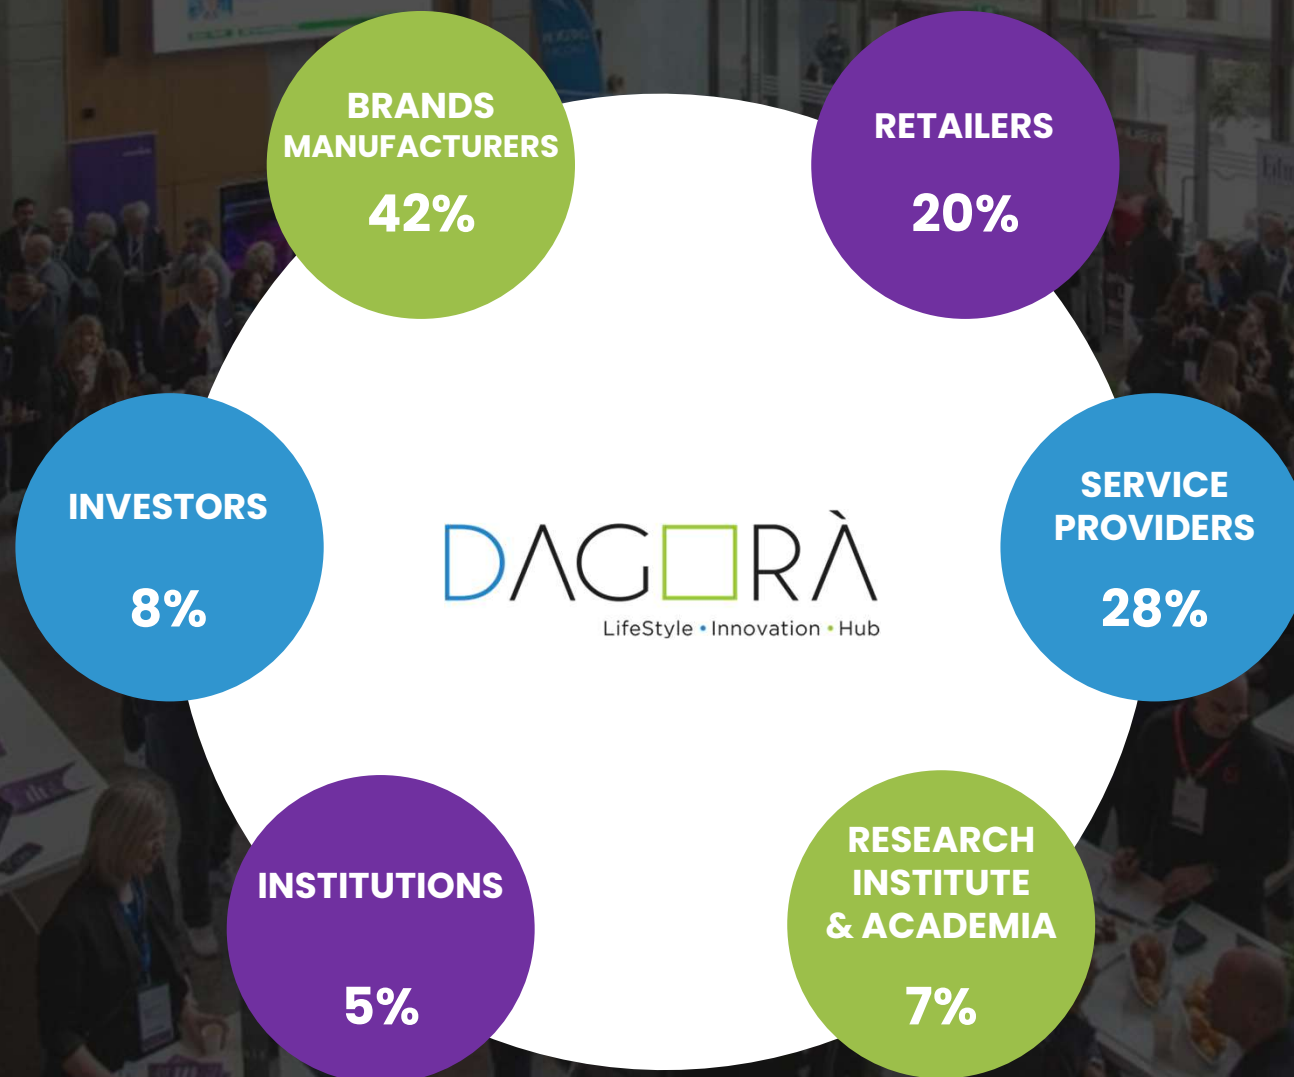 BRANDS
MANUFACTURERS
42%
RETAILERS
20%
INVESTORS
8%
SERVICE
PROVIDERS
28%
DAGORÀ
LifeStyle • Innovation • Hub
INSTITUTIONS
5%
RESEARCH
INSTITUTE
& ACADEMIA
7%